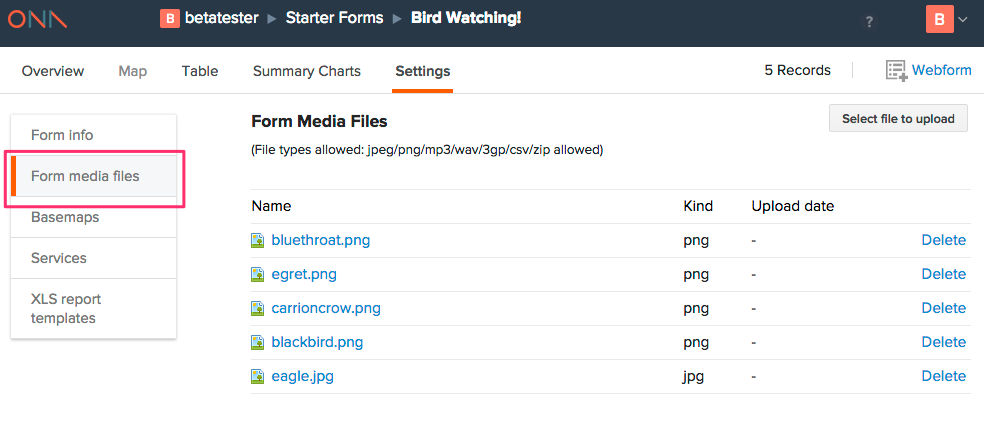 ONA B betatester ▶ Starter Forms ▶ Bird Watching! ? B
Overview Map Table Summary Charts Settings 5 Records Webform
Form info
Form media files
Basemaps
Services
XLS report
templates
Form Media Files Select file to upload
(File types allowed: jpeg/png/mp3/wav/3gp/csv/zip allowed)
Name Kind Upload date
bluethroat.png png - Delete
egret.png png - Delete
carrioncrow.png png - Delete
blackbird.png png - Delete
eagle.jpg jpg - Delete